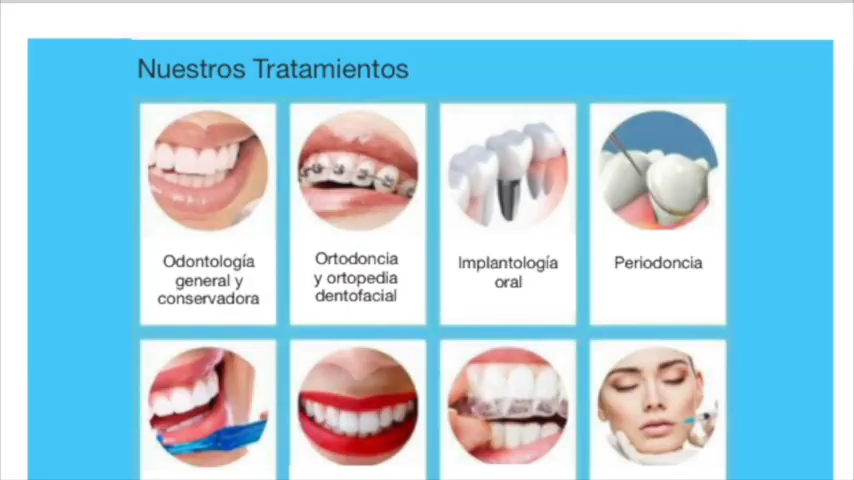 Nuestros Tratamientos
Odontología
general y
conservadora
Ortodoncia
y ortopedia
dentofacial
Implantología
oral
Periodoncia